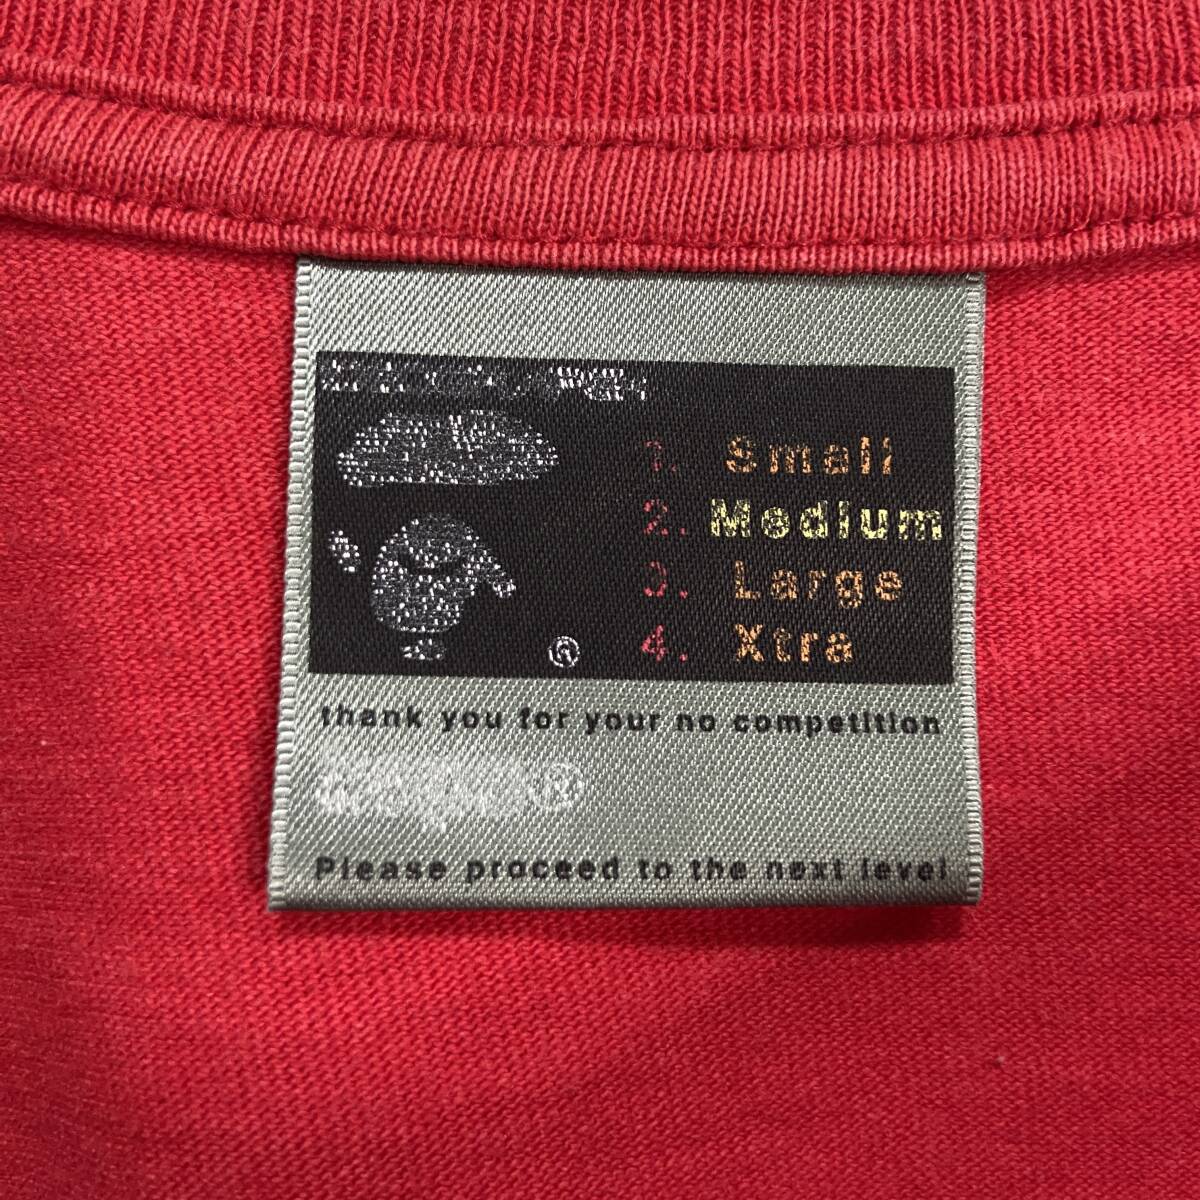 1. Small
2. Medium
3. Large
4. Xtra
®
thank you for your no competition
®
Please proceed to the next level